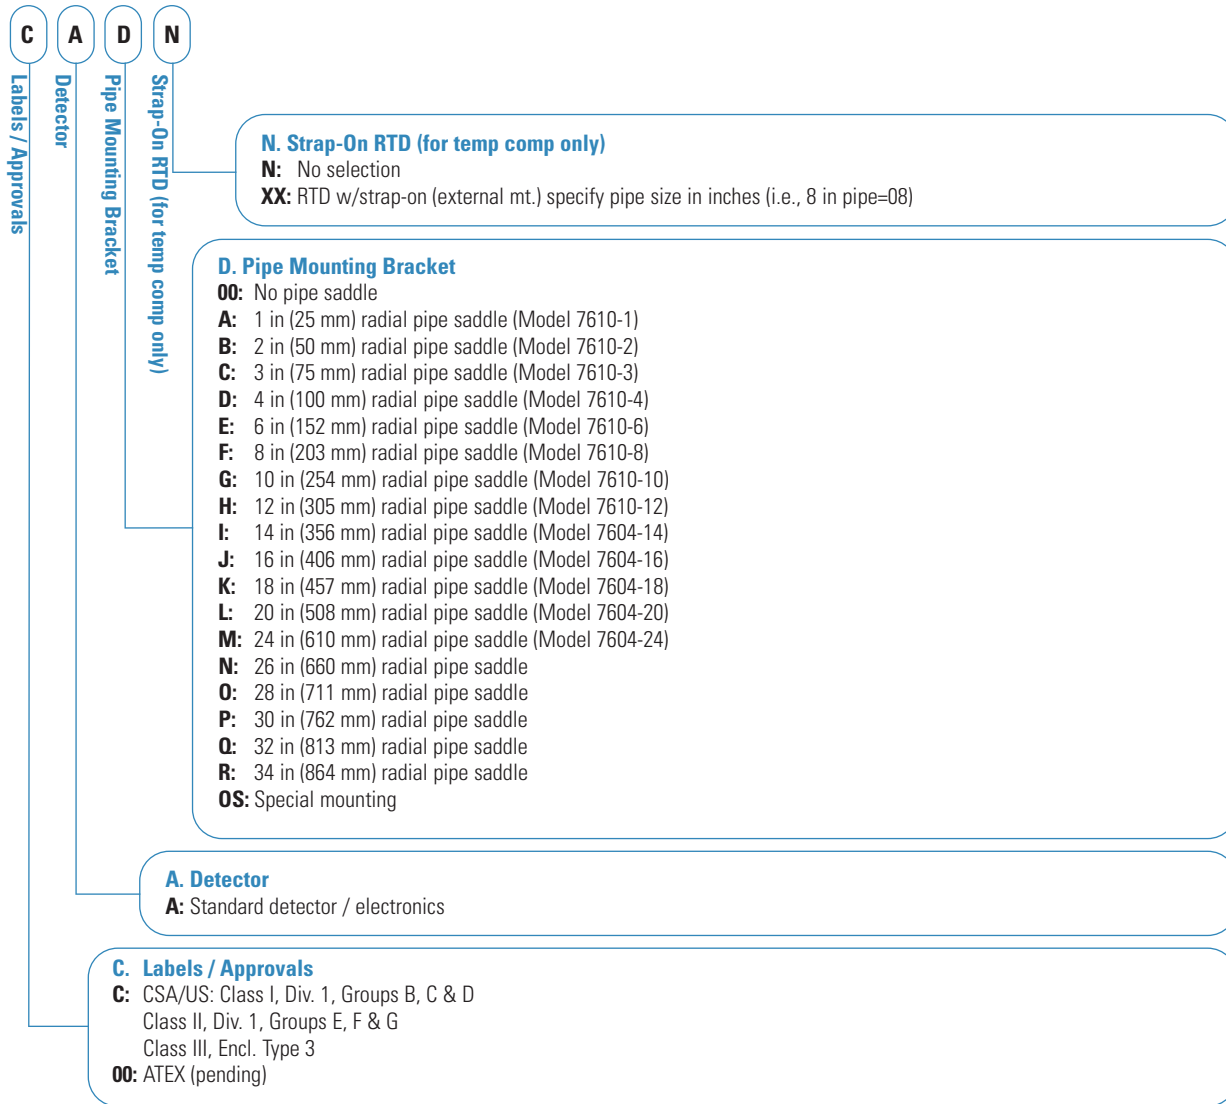 C A D N
Labels / Approvals
Detector
Pipe Mounting Bracket
Strap-On RTD (for temp comp only)
N. Strap-On RTD (for temp comp only)
N: No selection
XX: RTD w/strap-on (external mt.) specify pipe size in inches (i.e., 8 in pipe=08)
D. Pipe Mounting Bracket
00: No pipe saddle
A: 1 in (25 mm) radial pipe saddle (Model 7610-1)
B: 2 in (50 mm) radial pipe saddle (Model 7610-2)
C: 3 in (75 mm) radial pipe saddle (Model 7610-3)
D: 4 in (100 mm) radial pipe saddle (Model 7610-4)
E: 6 in (152 mm) radial pipe saddle (Model 7610-6)
F: 8 in (203 mm) radial pipe saddle (Model 7610-8)
G: 10 in (254 mm) radial pipe saddle (Model 7610-10)
H: 12 in (305 mm) radial pipe saddle (Model 7610-12)
I: 14 in (356 mm) radial pipe saddle (Model 7604-14)
J: 16 in (406 mm) radial pipe saddle (Model 7604-16)
K: 18 in (457 mm) radial pipe saddle (Model 7604-18)
L: 20 in (508 mm) radial pipe saddle (Model 7604-20)
M: 24 in (610 mm) radial pipe saddle (Model 7604-24)
N: 26 in (660 mm) radial pipe saddle
O: 28 in (711 mm) radial pipe saddle
P: 30 in (762 mm) radial pipe saddle
Q: 32 in (813 mm) radial pipe saddle
R: 34 in (864 mm) radial pipe saddle
OS: Special mounting
A. Detector
A: Standard detector / electronics
C. Labels / Approvals
C: CSA/US: Class I, Div. 1, Groups B, C & D
Class II, Div. 1, Groups E, F & G
Class III, Encl. Type 3
00: ATEX (pending)